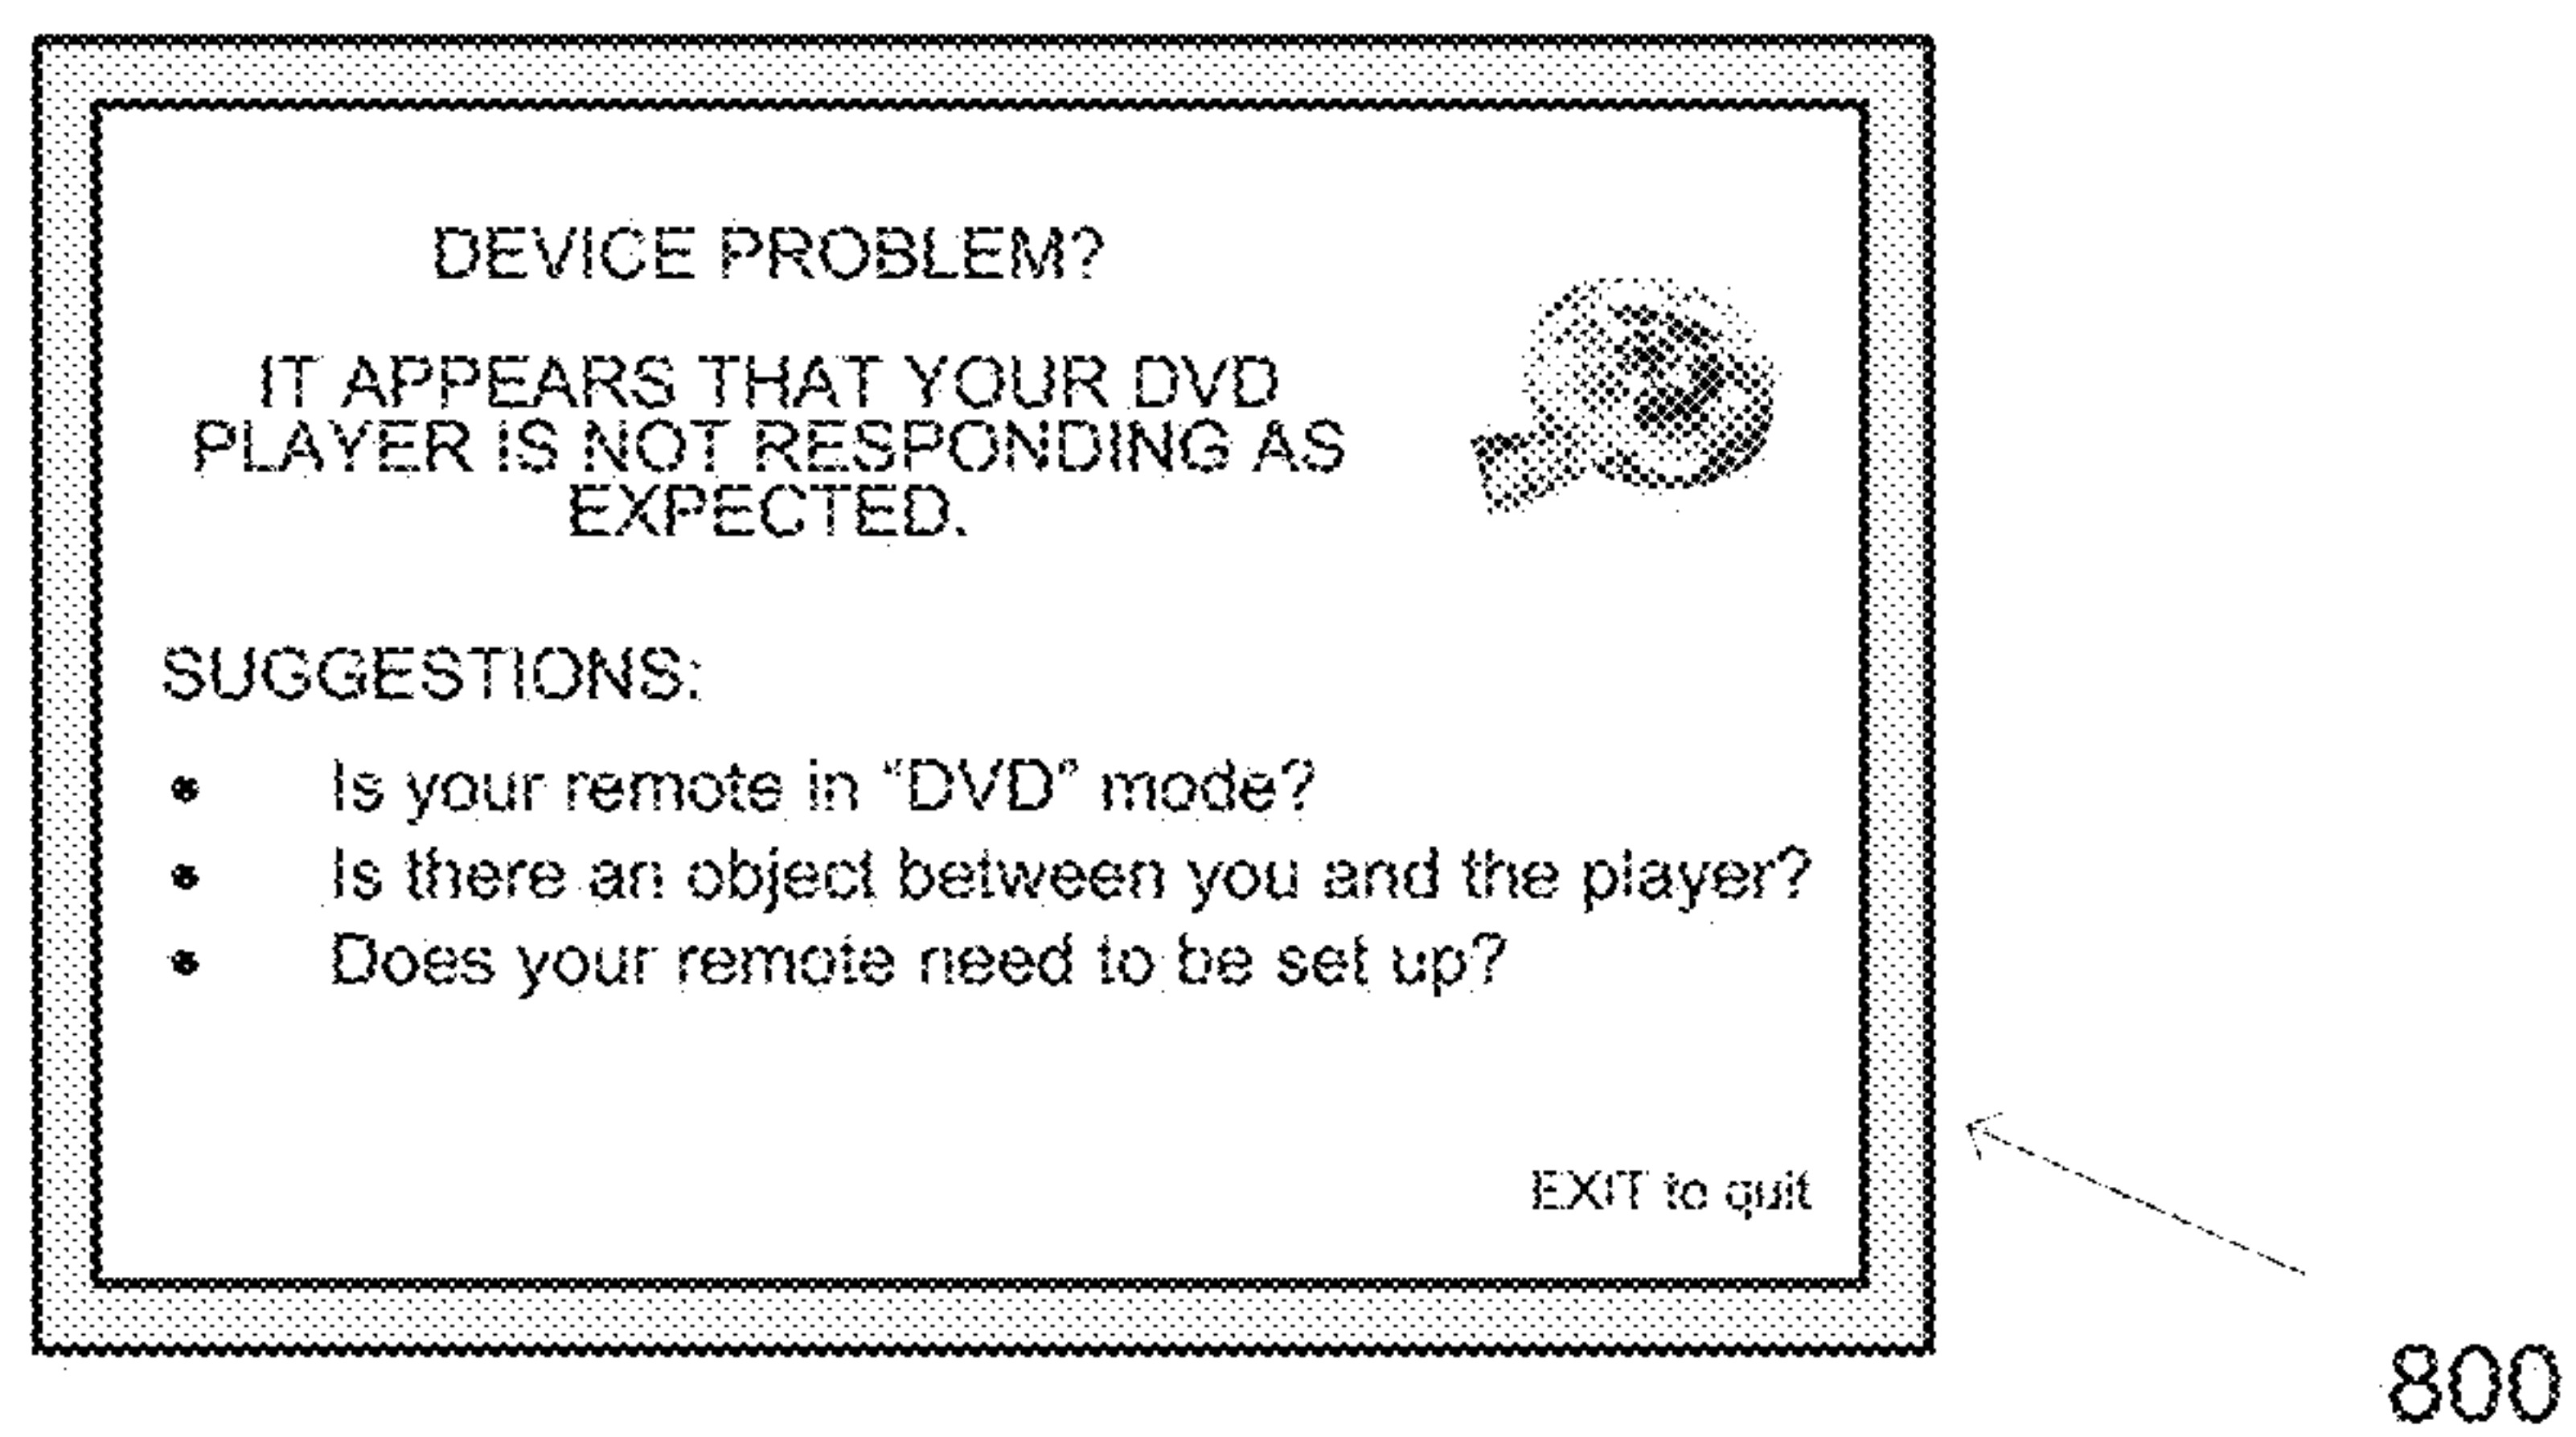 DEVICE PROBLEM?
IT APPEARS THAT YOUR DVD
PLAYER IS NOT RESPONDING AS
EXPECTED.
SUGGESTIONS:
• Is your remote in "DVD" mode?
• Is there an object between you and the player?
• Does your remote need to be set up?
EXIT to quit
800